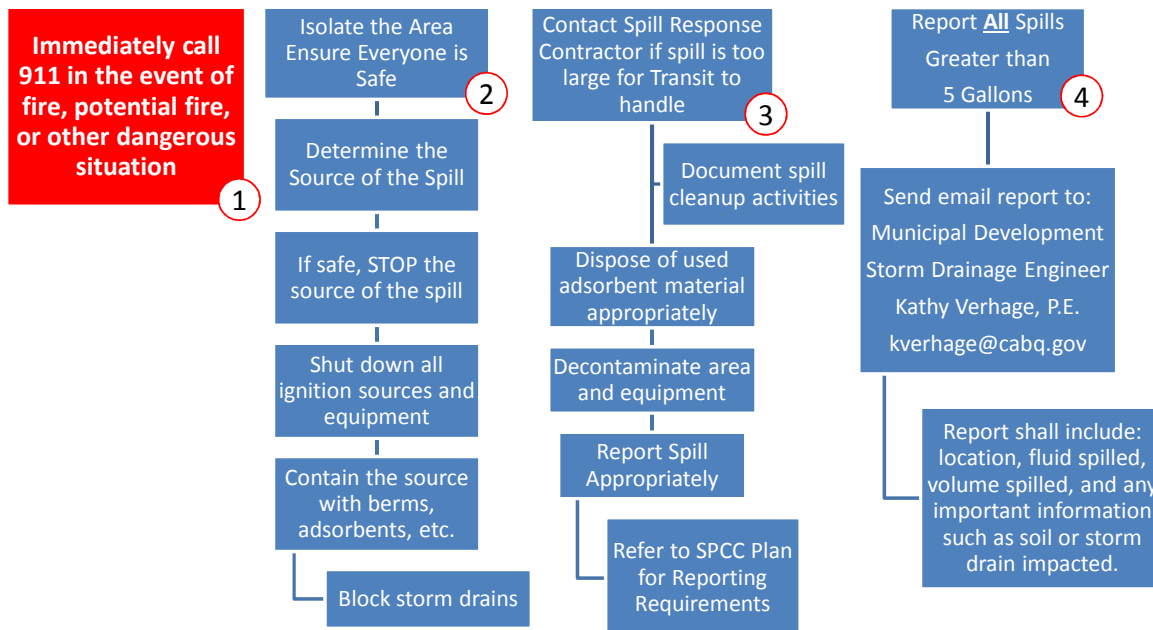 Immediately call
911 in the event of
fire, potential fire,
or other dangerous
situation
1
Isolate the Area
Ensure Everyone is
Safe
2
Determine the
Source of the Spill
If safe, STOP the
source of the spill
Shut down all
ignition sources and
equipment
Contain the source
with berms,
adsorbents, etc.
Block storm drains
Contact Spill Response
Contractor if spill is too
large for Transit to
handle
3
Document spill
cleanup activities
Dispose of used
adsorbent material
appropriately
Decontaminate area
and equipment
Report Spill
Appropriately
Refer to SPCC Plan
for Reporting
Requirements
Report All Spills
Greater than
5 Gallons
4
Send email report to:
Municipal Development
Storm Drainage Engineer
Kathy Verhage, P.E.
kverhage@cabq.gov
Report shall include:
location, fluid spilled,
volume spilled, and any
important information
such as soil or storm
drain impacted.